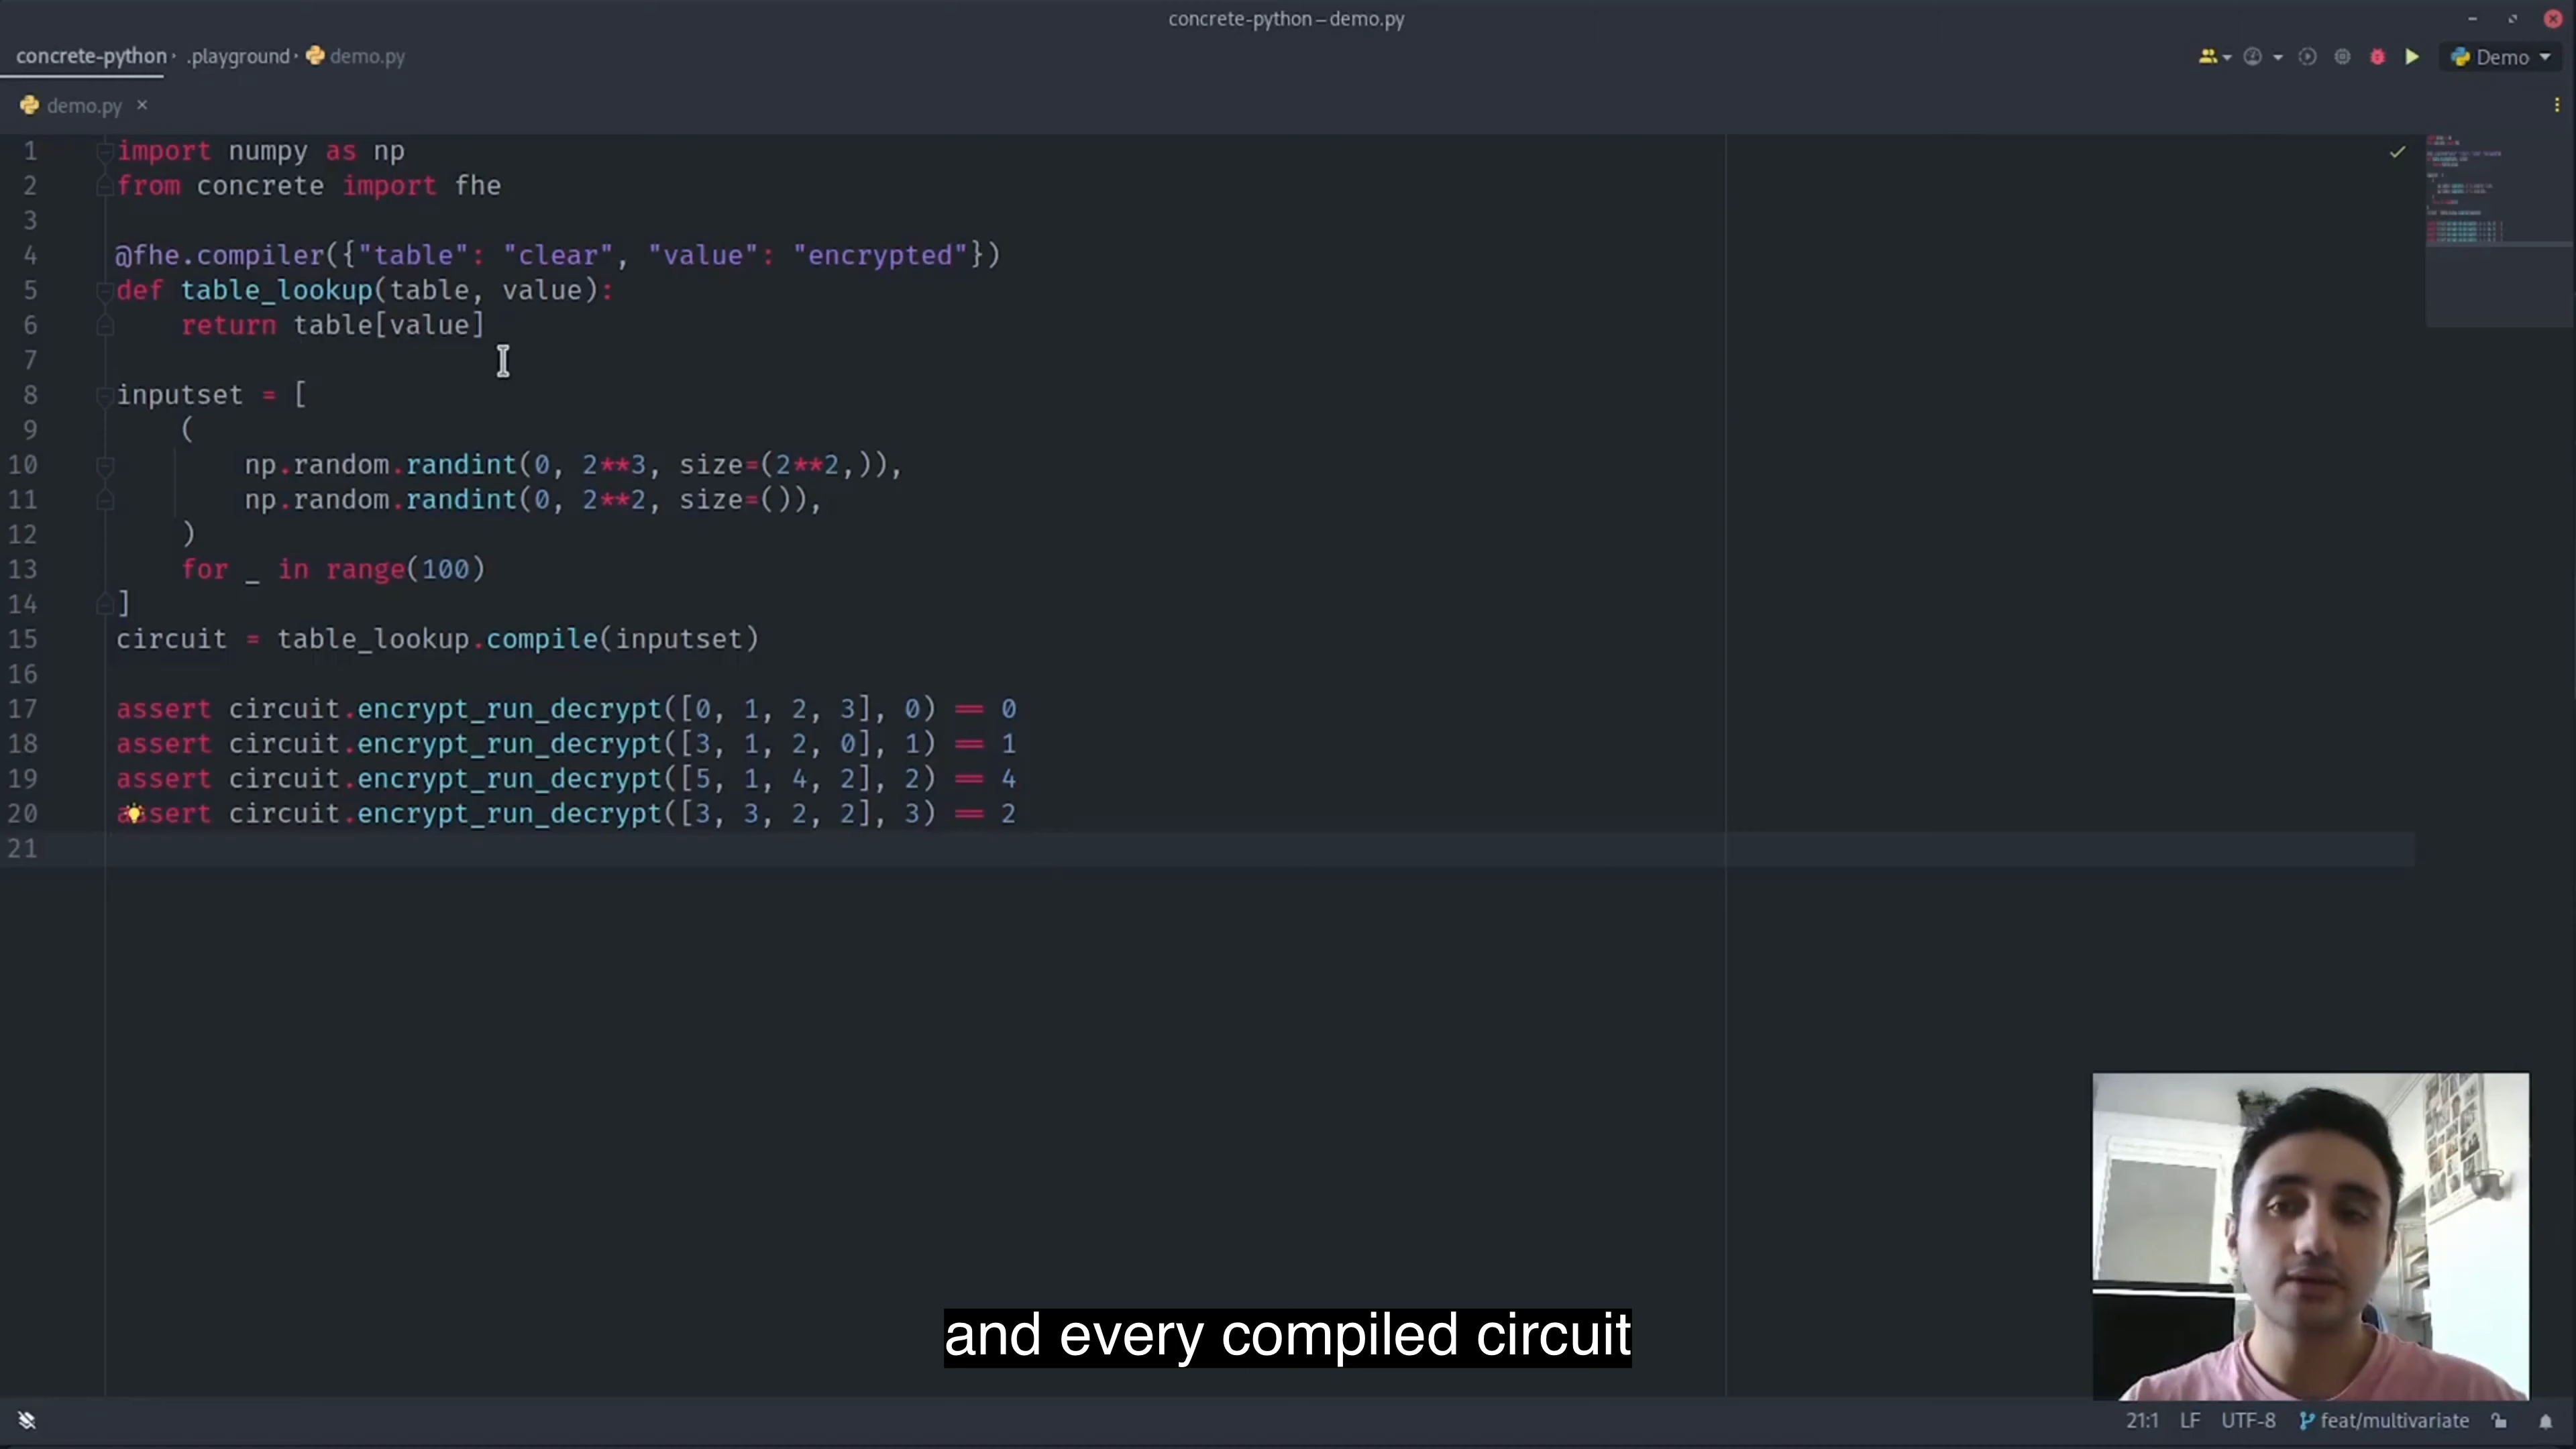 concrete-python – demo.py
concrete-python .playground demo.py
Demo
demo.py
1 import numpy as np
2 from concrete import fhe
3
4 @fhe.compiler({"table": "clear", "value": "encrypted"})
5 def table_lookup(table, value):
6     return table[value]
7
8 inputset = [
9     (
10         np.random.randint(0, 2**3, size=(2**2,)),
11         np.random.randint(0, 2**2, size=()),
12     )
13     for _ in range(100)
14 ]
15 circuit = table_lookup.compile(inputset)
16
17 assert circuit.encrypt_run_decrypt([0, 1, 2, 3], 0) == 0
18 assert circuit.encrypt_run_decrypt([3, 1, 2, 0], 1) == 1
19 assert circuit.encrypt_run_decrypt([5, 1, 4, 2], 2) == 4
20 assert circuit.encrypt_run_decrypt([3, 3, 2, 2], 3) == 2
21
and every compiled circuit
21:1 LF UTF-8 feat/multivariate